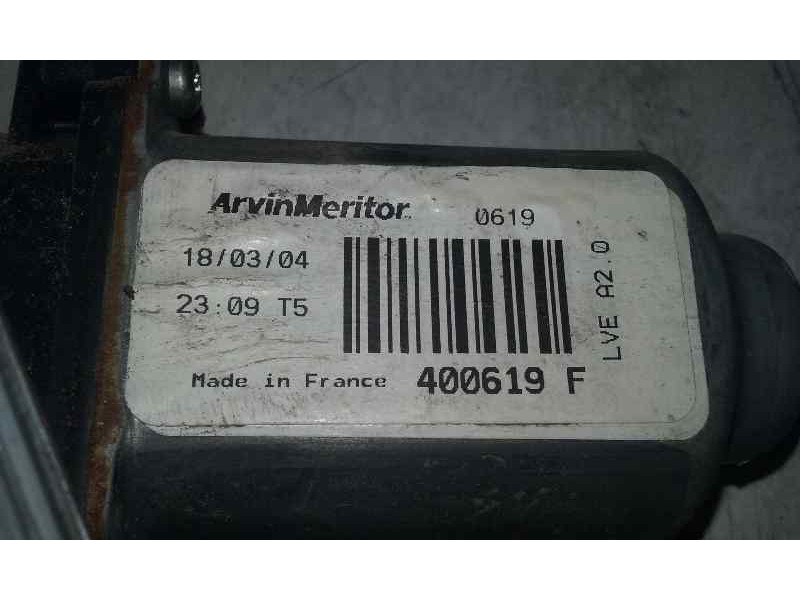 ArvinMeritor
0619
18/03/04
23:09 T5
Made in France
400619 F
LVE A2.0